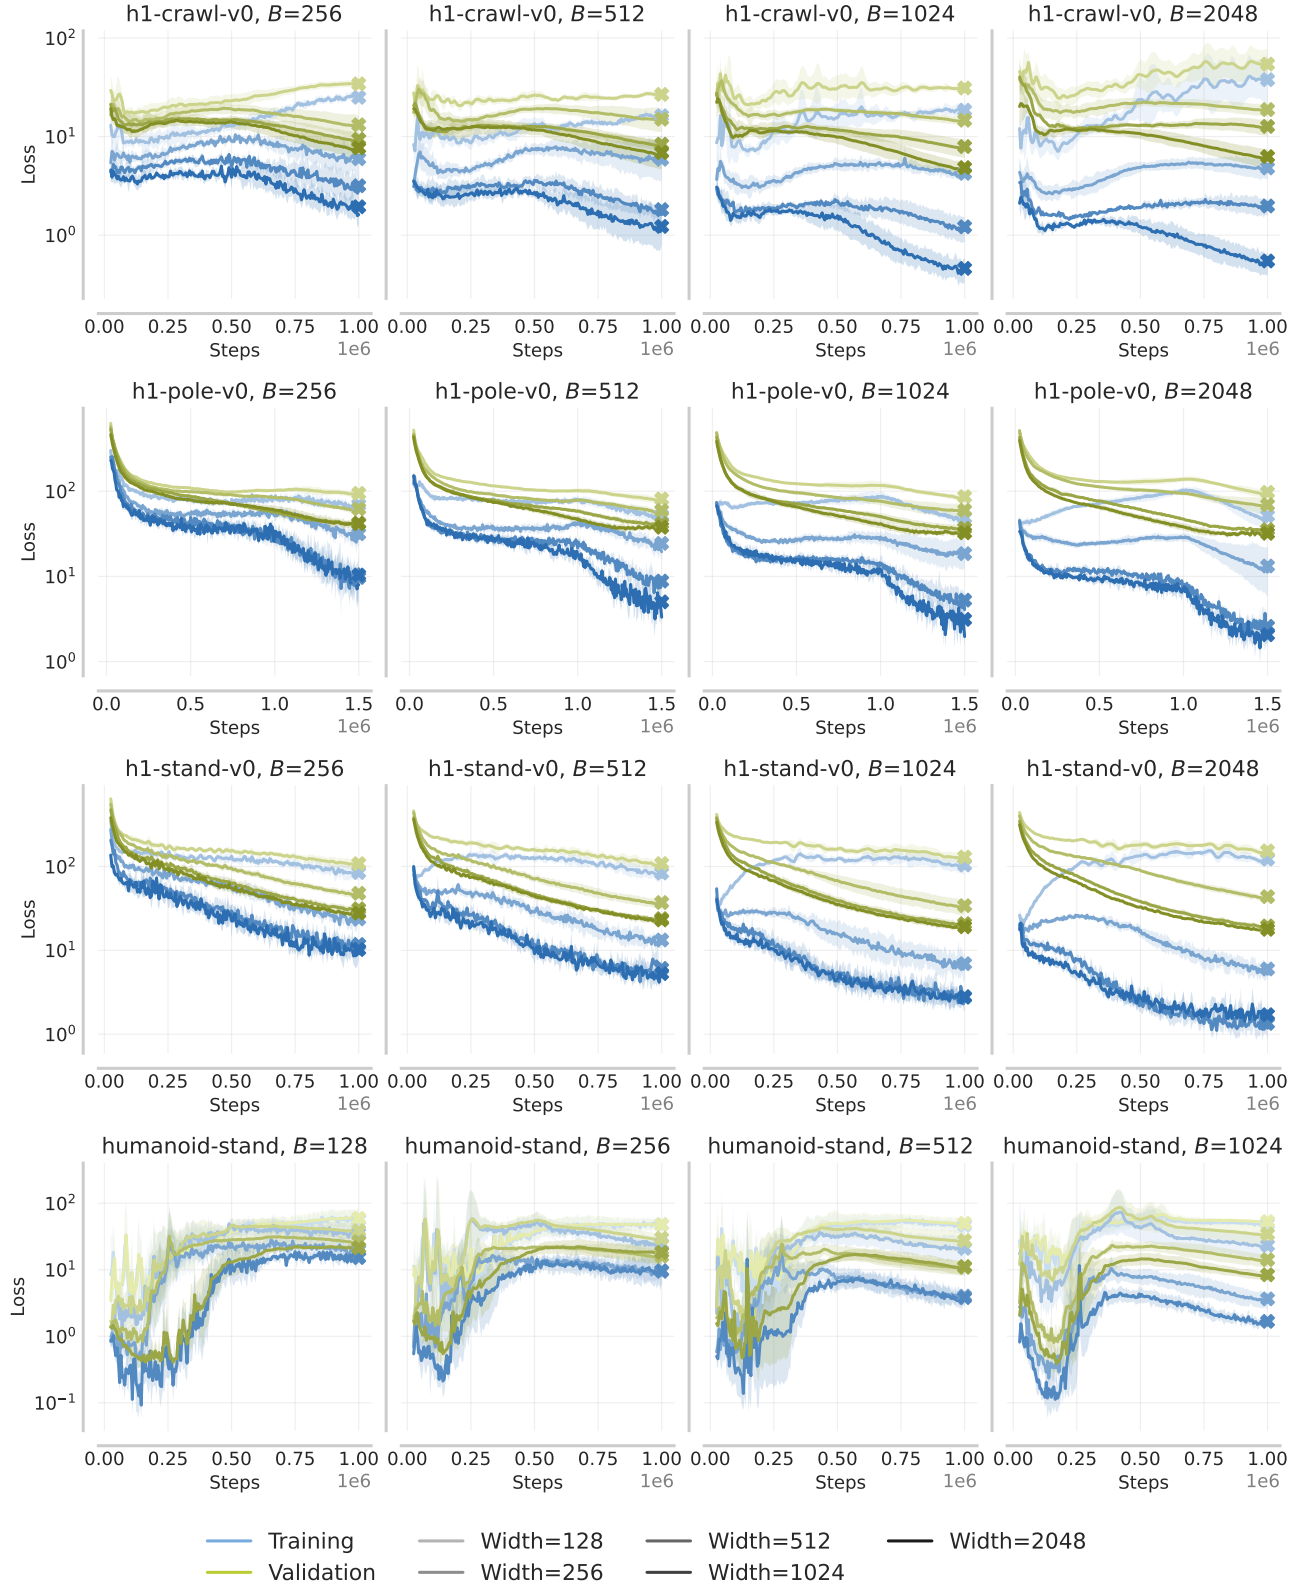 h1-crawl-v0, B=256 h1-crawl-v0, B=512 h1-crawl-v0, B=1024 h1-crawl-v0, B=2048
10²
10¹
10⁰
Loss
0.00 0.25 0.50 0.75 1.00 0.00 0.25 0.50 0.75 1.00 0.00 0.25 0.50 0.75 1.00 0.00 0.25 0.50 0.75 1.00
Steps 1e6 Steps 1e6 Steps 1e6 Steps 1e6
h1-pole-v0, B=256 h1-pole-v0, B=512 h1-pole-v0, B=1024 h1-pole-v0, B=2048
10²
10¹
10⁰
Loss
0.0 0.5 1.0 1.5 0.0 0.5 1.0 1.5 0.0 0.5 1.0 1.5 0.0 0.5 1.0 1.5
Steps 1e6 Steps 1e6 Steps 1e6 Steps 1e6
h1-stand-v0, B=256 h1-stand-v0, B=512 h1-stand-v0, B=1024 h1-stand-v0, B=2048
10²
10¹
10⁰
Loss
0.00 0.25 0.50 0.75 1.00 0.00 0.25 0.50 0.75 1.00 0.00 0.25 0.50 0.75 1.00 0.00 0.25 0.50 0.75 1.00
Steps 1e6 Steps 1e6 Steps 1e6 Steps 1e6
humanoid-stand, B=128 humanoid-stand, B=256 humanoid-stand, B=512 humanoid-stand, B=1024
10²
10¹
10⁰
10⁻¹
Loss
0.00 0.25 0.50 0.75 1.00 0.00 0.25 0.50 0.75 1.00 0.00 0.25 0.50 0.75 1.00 0.00 0.25 0.50 0.75 1.00
Steps 1e6 Steps 1e6 Steps 1e6 Steps 1e6
Training Width=128 Width=512 Width=2048
Validation Width=256 Width=1024